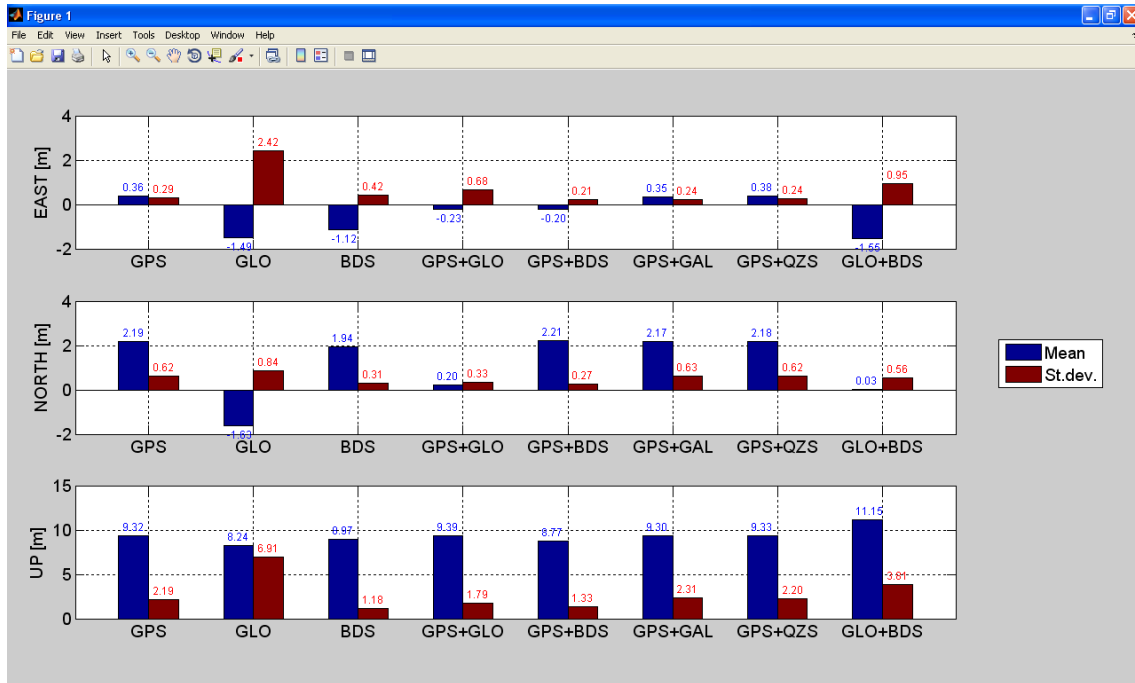 Figure 1
File Edit View Insert Tools Desktop Window Help
EAST [m]
4
2
0
-2
0.36 0.29 -1.49 2.42 -1.12 0.42 -0.23 0.68 -0.20 0.21 0.35 0.24 0.38 0.24 -1.55 0.95
GPS GLO BDS GPS+GLO GPS+BDS GPS+GAL GPS+QZS GLO+BDS
NORTH [m]
4
2
0
-2
2.19 0.62 -1.63 0.84 1.94 0.31 0.20 0.33 2.21 0.27 2.17 0.63 2.18 0.62 0.03 0.56
GPS GLO BDS GPS+GLO GPS+BDS GPS+GAL GPS+QZS GLO+BDS
Mean
St.dev.
UP [m]
15
10
5
0
9.32 2.19 8.24 6.91 8.97 1.18 9.39 1.79 8.77 1.33 9.30 2.31 9.33 2.20 11.15 3.81
GPS GLO BDS GPS+GLO GPS+BDS GPS+GAL GPS+QZS GLO+BDS